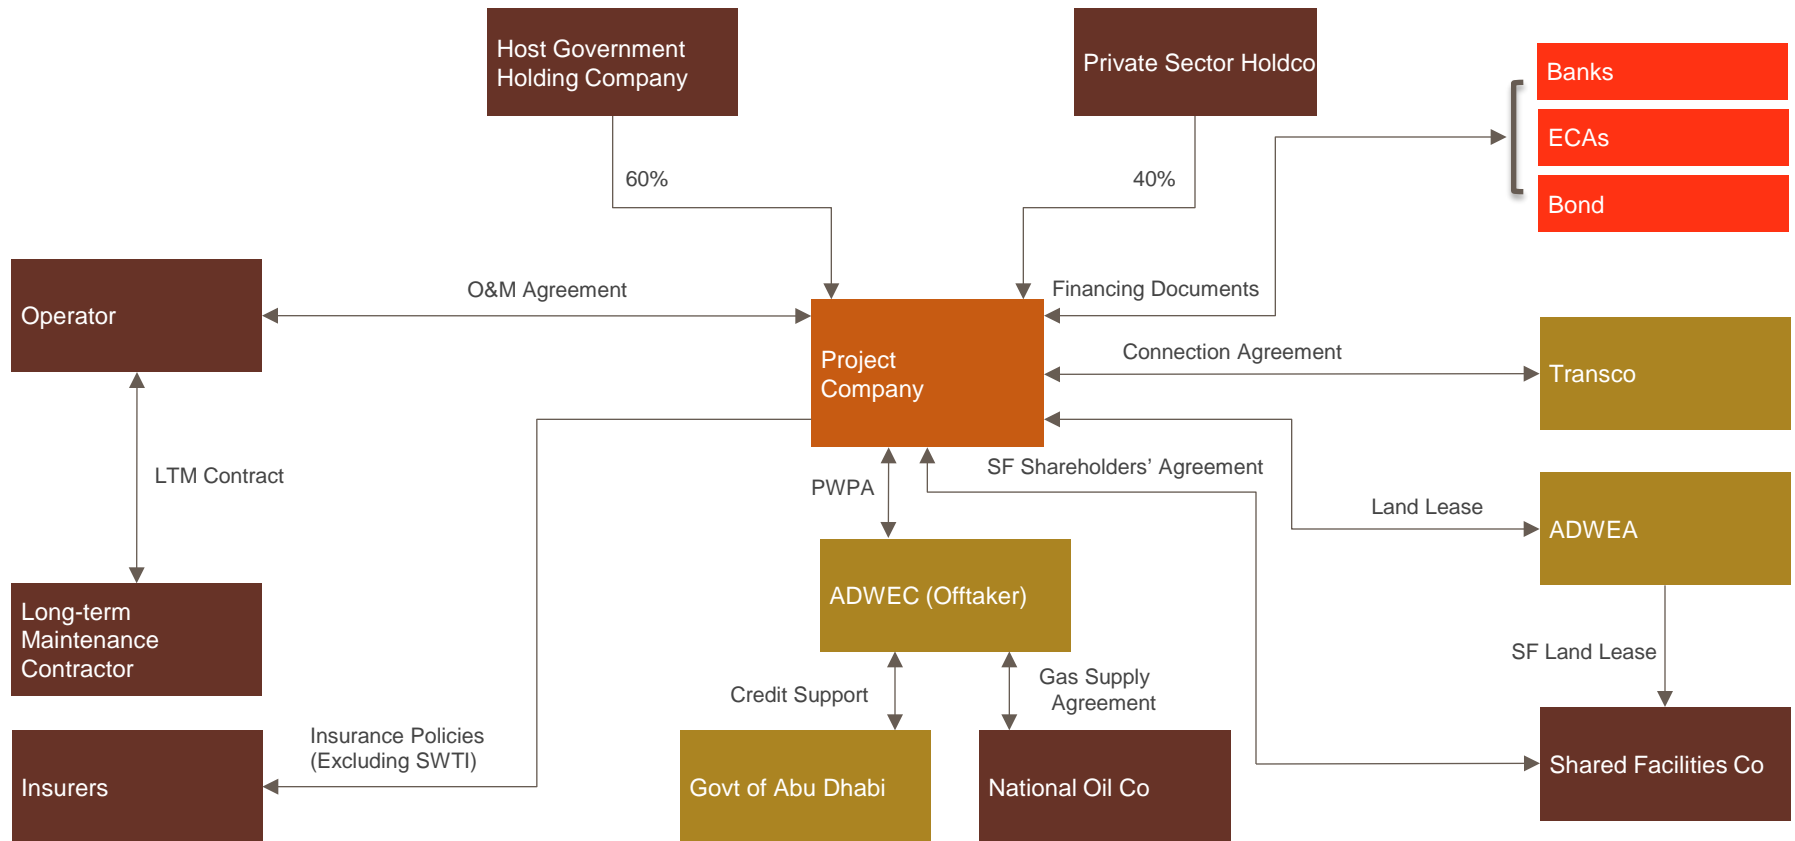 Host Government
Holding Company
Private Sector Holdco
Banks
ECAs
Bond
60%
40%
O&M Agreement
Financing Documents
Operator
Project
Company
Connection Agreement
Transco
LTM Contract
PWPA
SF Shareholders’ Agreement
Land Lease
ADWEA
ADWEC (Offtaker)
Long-term
Maintenance
Contractor
SF Land Lease
Credit Support
Gas Supply
Agreement
Insurance Policies
(Excluding SWTI)
Insurers
Govt of Abu Dhabi
National Oil Co
Shared Facilities Co